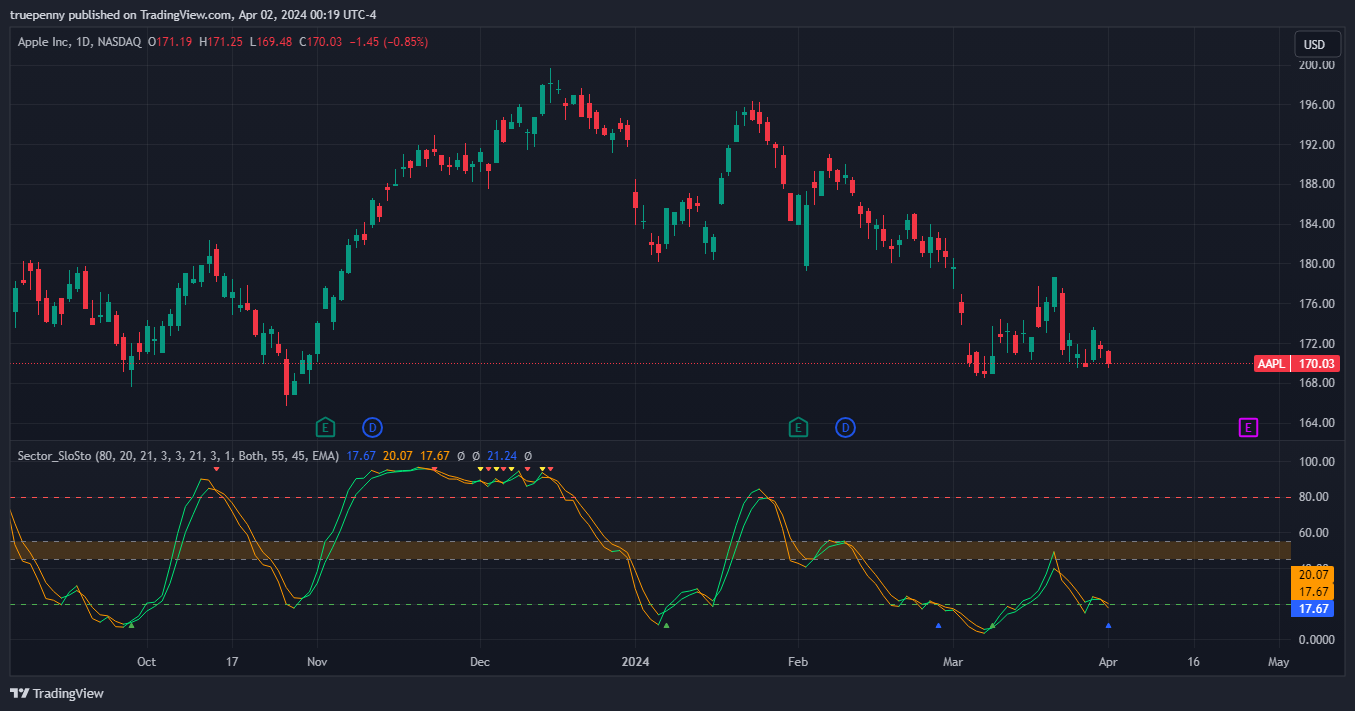 truepenny published on TradingView.com, Apr 02, 2024 00:19 UTC-4
Apple Inc, 1D, NASDAQ O171.19 H171.25 L169.48 C170.03 −1.45 (−0.85%)
USD
200.00
196.00
192.00
188.00
184.00
180.00
176.00
172.00
AAPL 170.03
168.00
164.00
E D E D E
Sector_SloSto (80, 20, 21, 3, 3, 21, 3, 1, Both, 55, 45, EMA) 17.67 20.07 17.67 Ø Ø 21.24 Ø
100.00
80.00
60.00
40.00
20.07
17.67
17.67
0.0000
Oct 17 Nov Dec 2024 Feb Mar Apr 16 May
TradingView